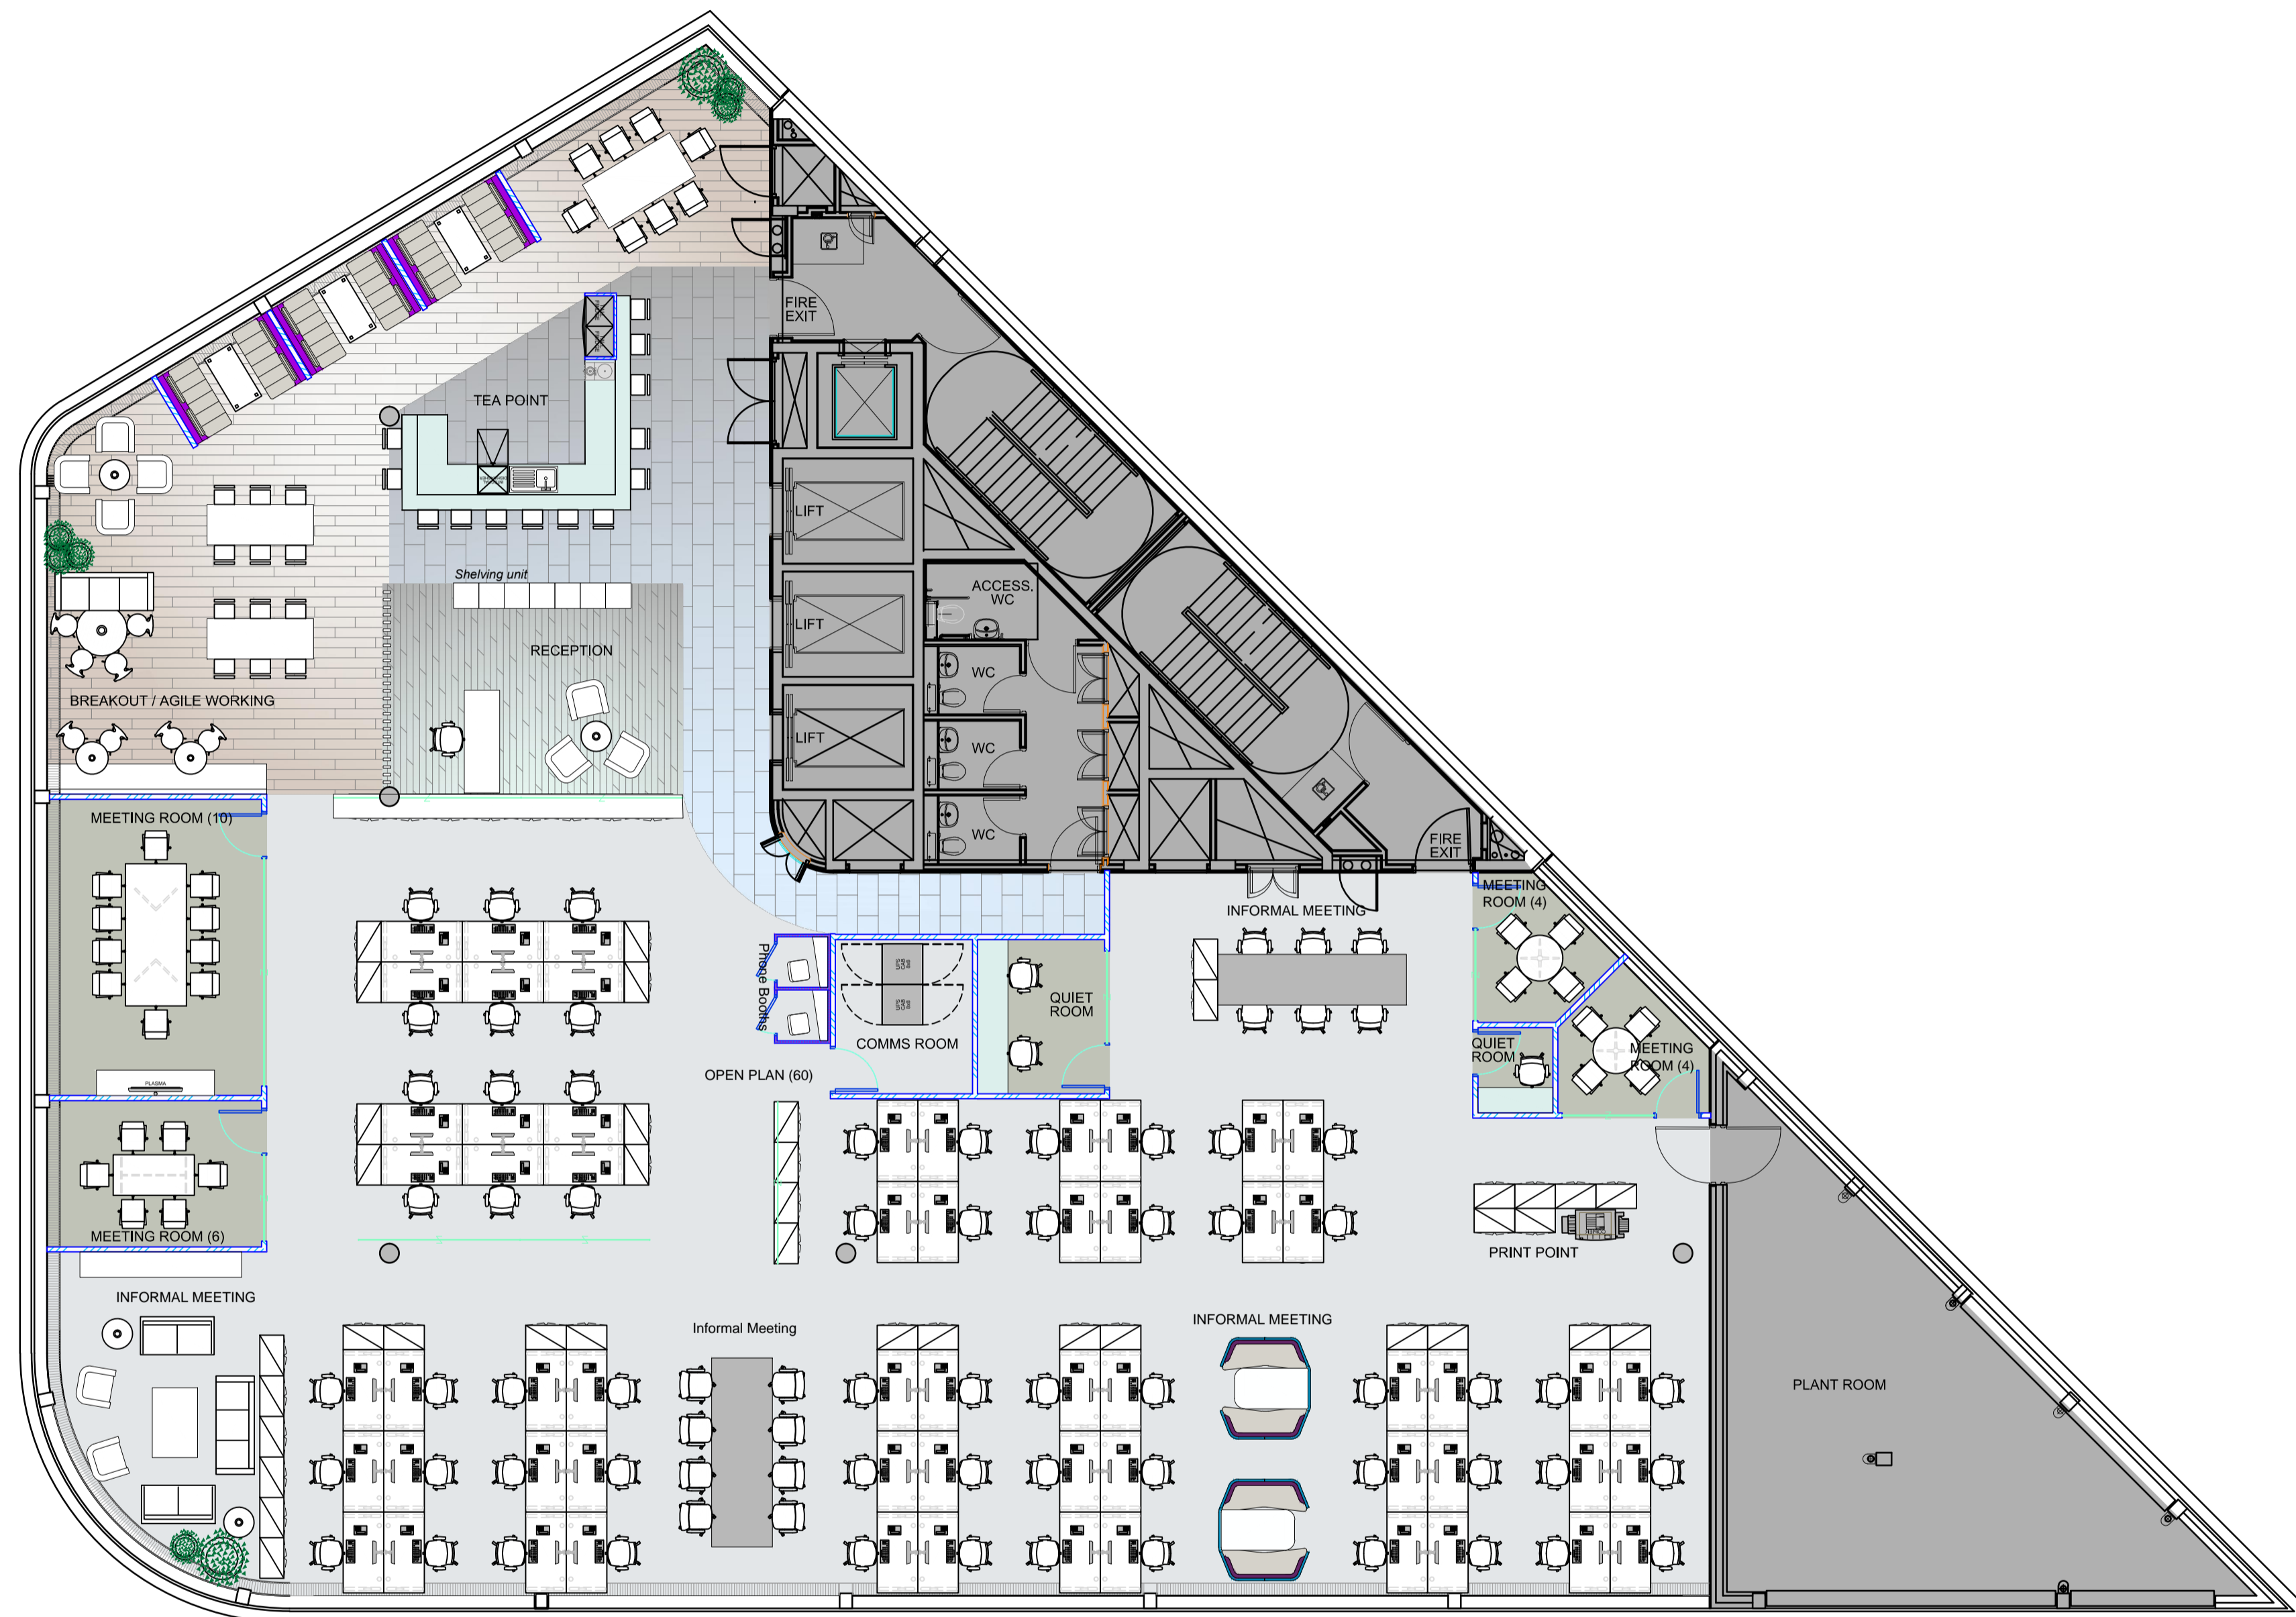 FIRE
EXIT
TEA POINT
LIFT
Shelving unit
ACCESS.
WC
LIFT
RECEPTION
WC
BREAKOUT / AGILE WORKING
LIFT
WC
MEETING ROOM (10)
WC
FIRE
EXIT
MEETING
ROOM (4)
INFORMAL MEETING
Phone Booths
QUIET
ROOM
COMMS ROOM
QUIET
ROOM
MEETING
ROOM (4)
OPEN PLAN (60)
PLASMA
MEETING ROOM (6)
PRINT POINT
INFORMAL MEETING
Informal Meeting
INFORMAL MEETING
PLANT ROOM